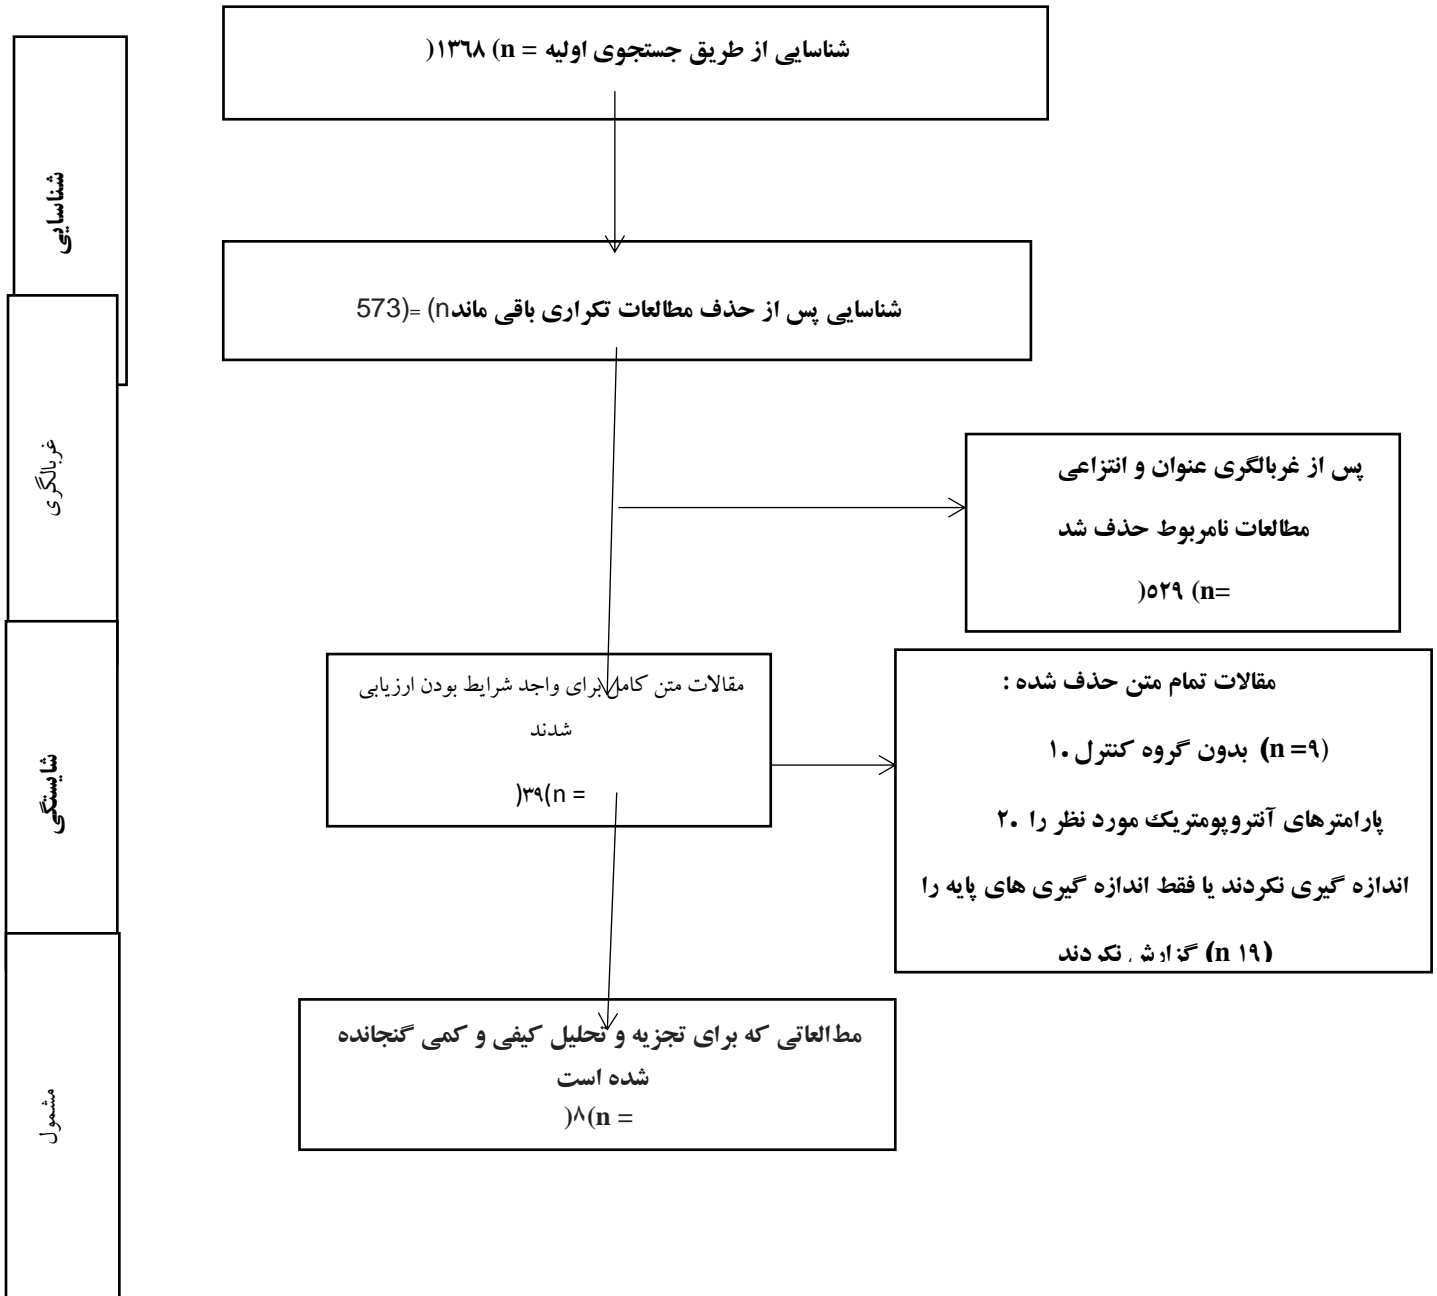 شناسایی از طریق جستجوی اولیه = n) ۱۳٦۸(
شناسایی
شناسایی پس از حذف مطالعات تکراری باقی ماندn) =(573
غربالگری
پس از غربالگری عنوان و انتزاعی
مطالعات نامربوط حذف شد
=n) ٥۲۹(
مقالات متن کامل برای واجد شرایط بودن ارزیابی
شدند
= n)۳۹(
شایستگی
مقالات تمام متن حذف شده :
۱. بدون گروه کنترل (n =۹)
۲. پارامترهای آنتروپومتریک مورد نظر را
اندازه گیری نکردند یا فقط اندازه گیری های پایه را
گزارش نکردند (n ۱۹)
مطالعاتی که برای تجزیه و تحلیل کیفی و کمی گنجانده
شده است
= n)۸(
مشمول